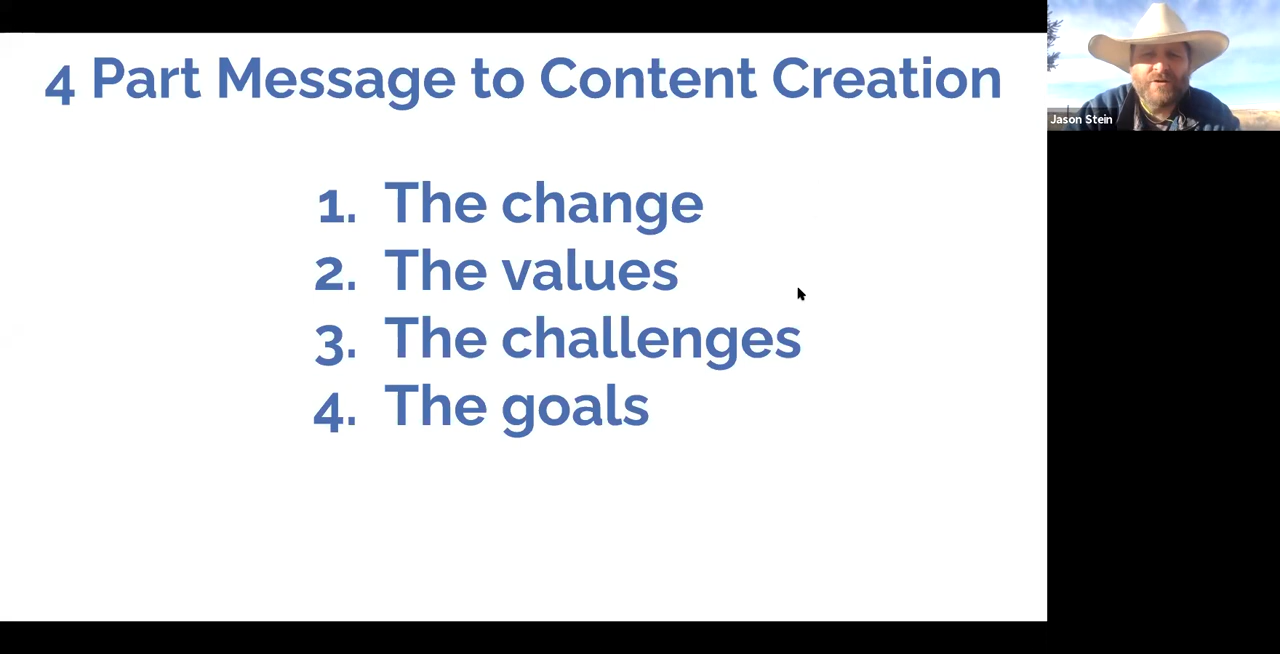 4 Part Message to Content Creation
1. The change
2. The values
3. The challenges
4. The goals
Jason Stein